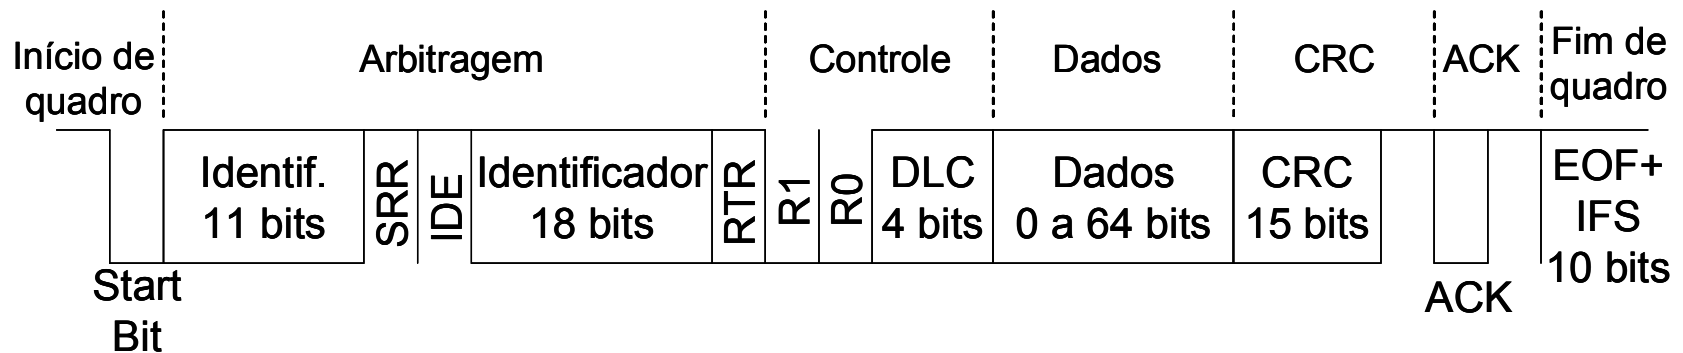 Início de
quadro
Arbitragem
Controle
Dados
CRC
ACK
Fim de
quadro
Identif.
11 bits
SRR
IDE
Identificador
18 bits
RTR
R1
R0
DLC
4 bits
Dados
0 a 64 bits
CRC
15 bits
EOF+
IFS
10 bits
Start
Bit
ACK